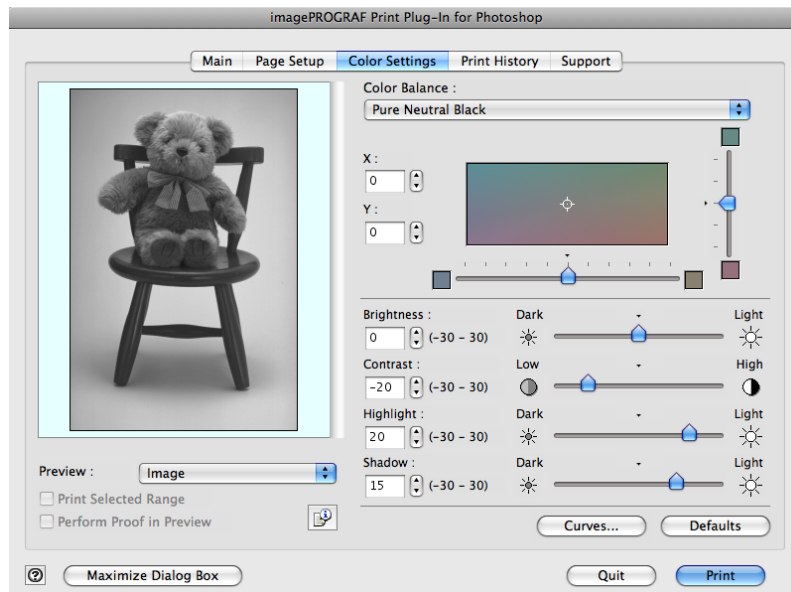 imagePROGRAF Print Plug-In for Photoshop
Main Page Setup Color Settings Print History Support
Color Balance :
Pure Neutral Black
X :
0
Y :
0
Brightness : Dark Light
0 (-30 – 30)
Contrast : Low High
-20 (-30 – 30)
Highlight : Dark Light
20 (-30 – 30)
Shadow : Dark Light
15 (-30 – 30)
Preview : Image
Print Selected Range
Perform Proof in Preview
Curves... Defaults
? Maximize Dialog Box Quit Print